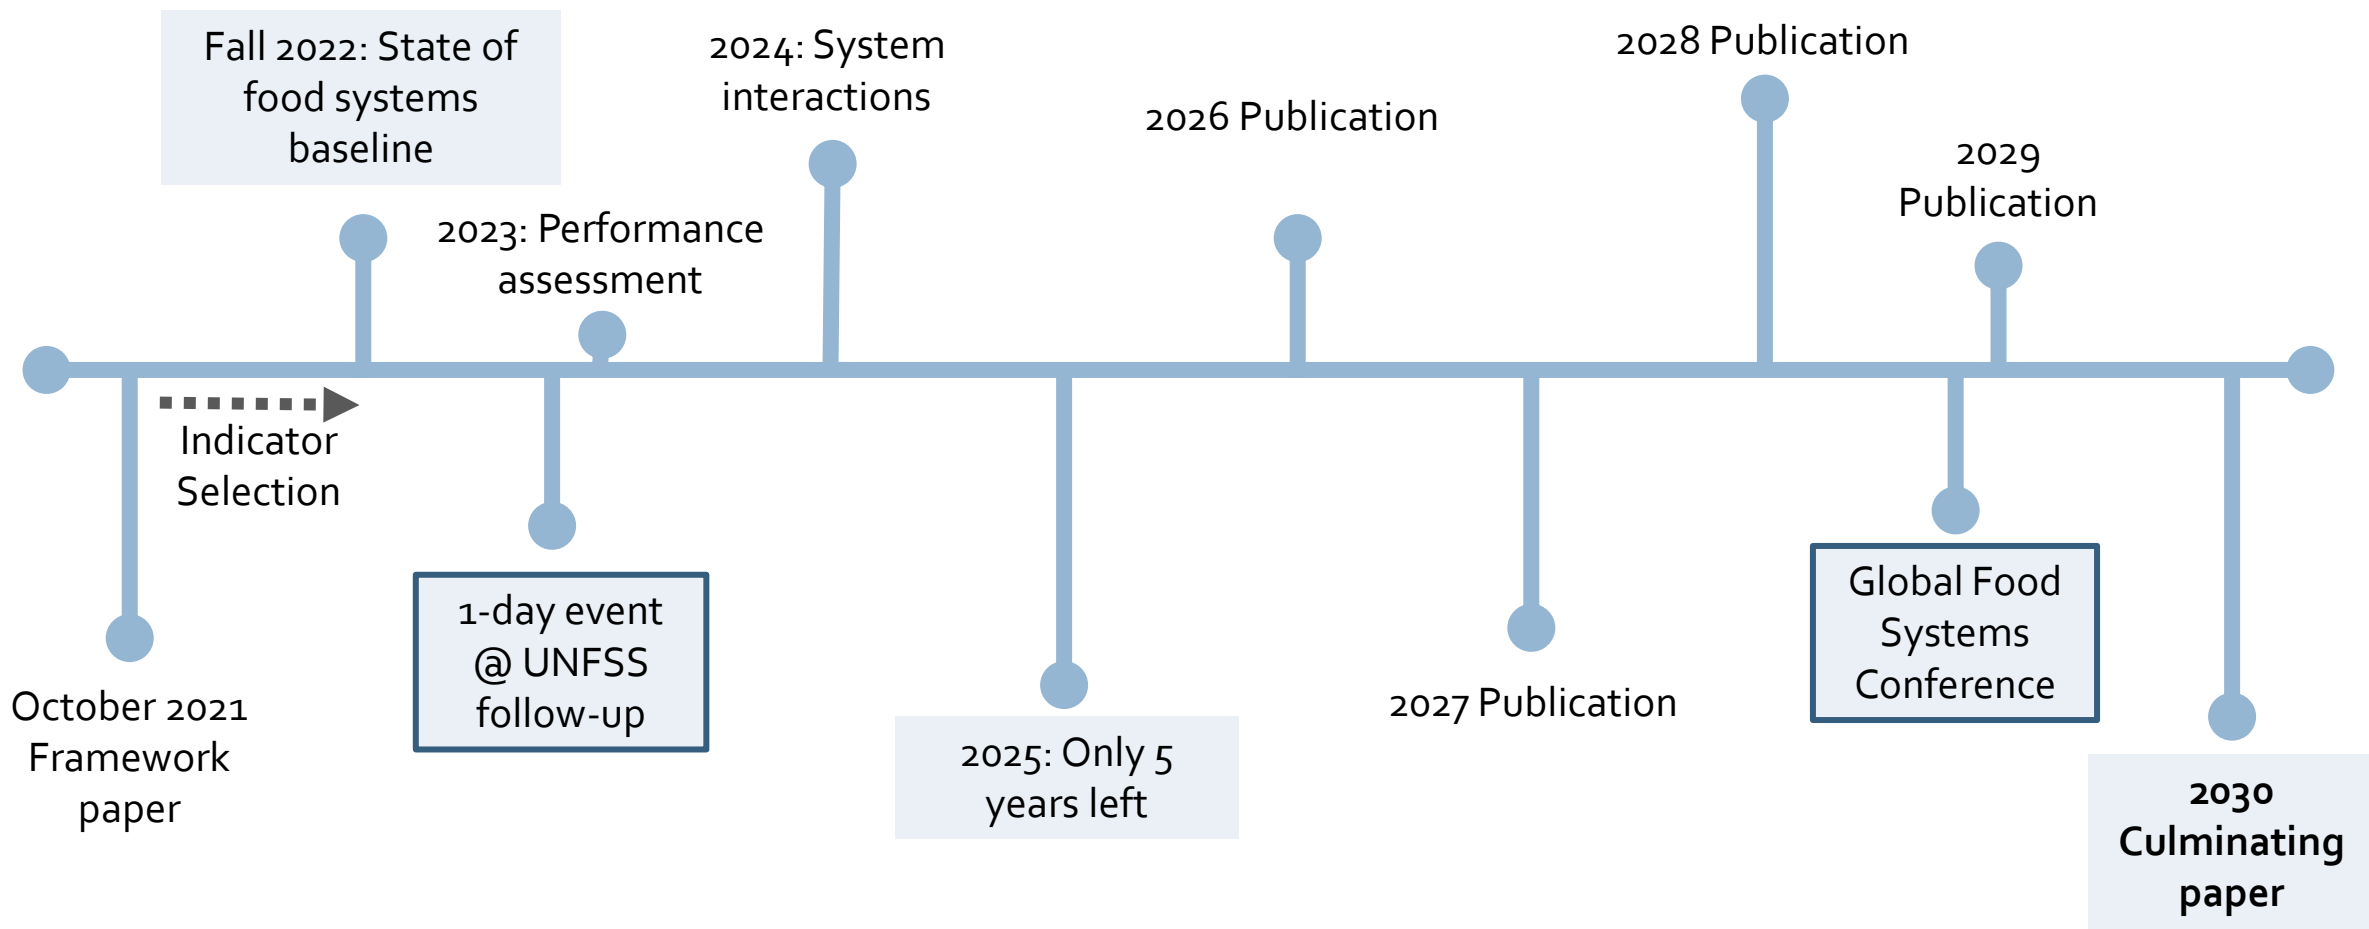 Fall 2022: State of
food systems
baseline
2024: System
interactions
2028 Publication
2026 Publication
2029
Publication
2023: Performance
assessment
Indicator
Selection
October 2021
Framework
paper
1-day event
@ UNFSS
follow-up
2025: Only 5
years left
2027 Publication
Global Food
Systems
Conference
2030
Culminating
paper